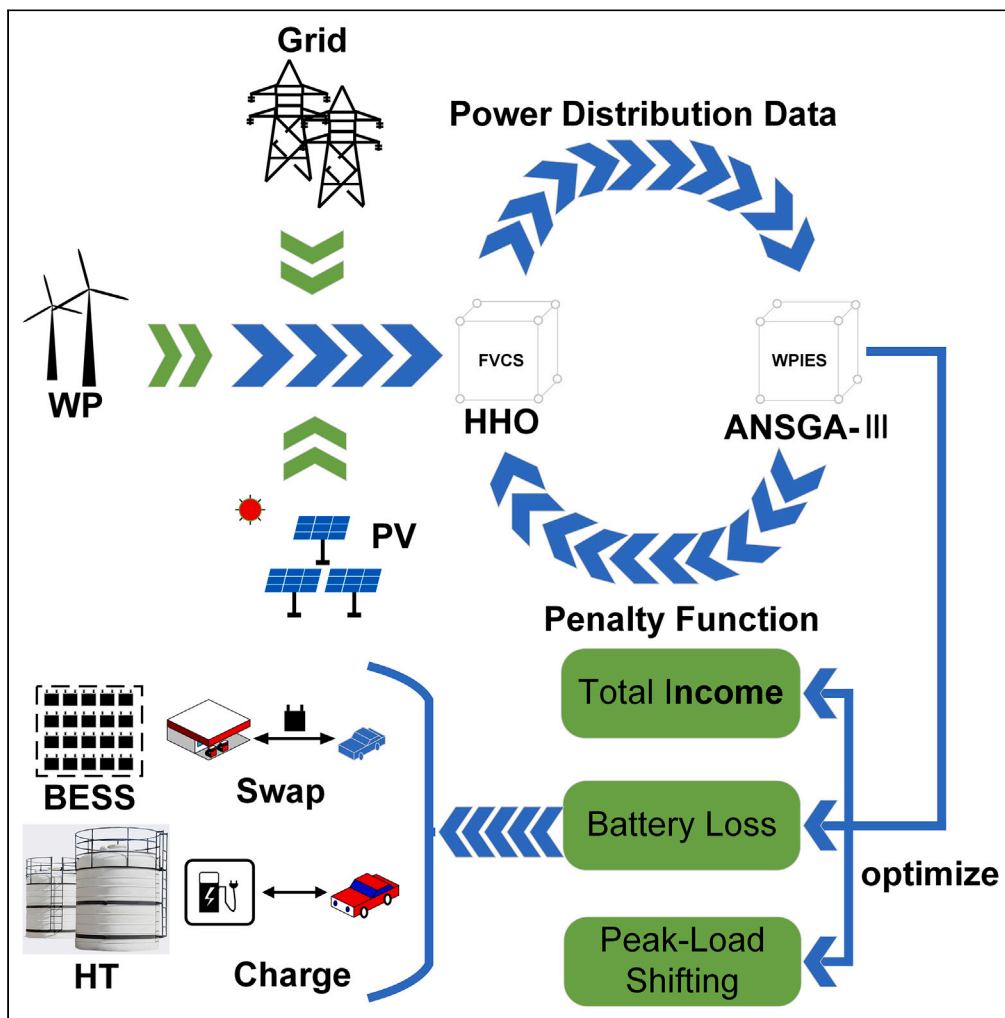 Grid
Power Distribution Data
WP
FVCS
HHO
WPIES
ANSGA-Ⅲ
PV
Penalty Function
Total Income
Battery Loss
optimize
Peak-Load
Shifting
BESS
Swap
HT
Charge